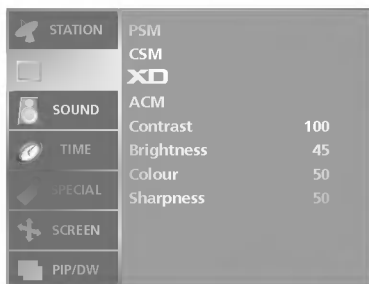 STATION
SOUND
TIME
SPECIAL
SCREEN
PIP/DW
PSM
CSM
XD
ACM
Contrast 100
Brightness 45
Colour 50
Sharpness 50